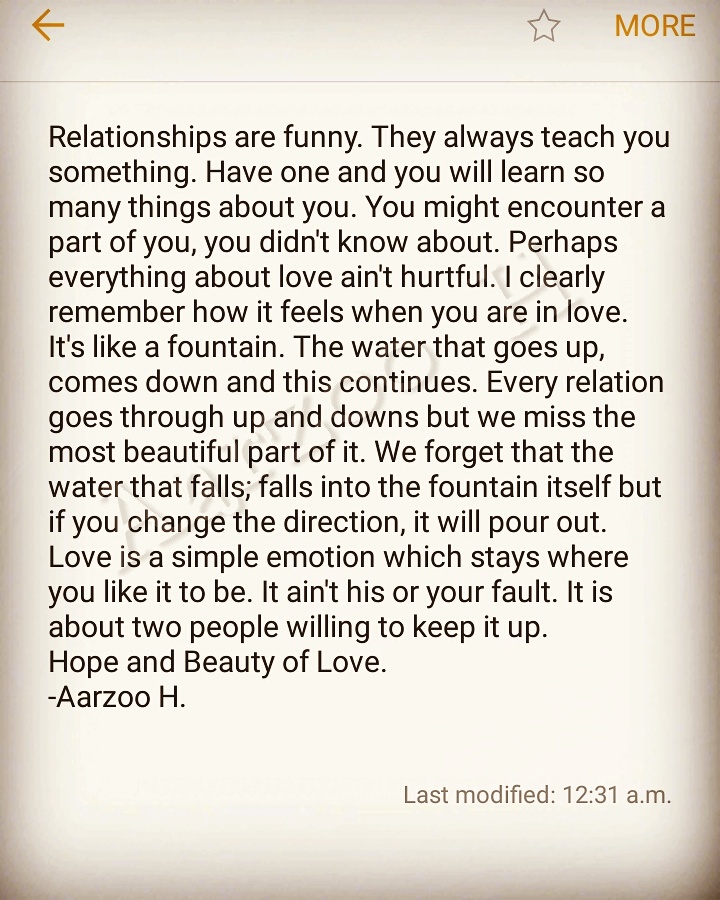 MORE
Relationships are funny. They always teach you
something. Have one and you will learn so
many things about you. You might encounter a
part of you, you didn't know about. Perhaps
everything about love ain't hurtful. I clearly
remember how it feels when you are in love.
It's like a fountain. The water that goes up,
comes down and this continues. Every relation
goes through up and downs but we miss the
most beautiful part of it. We forget that the
water that falls; falls into the fountain itself but
if you change the direction, it will pour out.
Love is a simple emotion which stays where
you like it to be. It ain't his or your fault. It is
about two people willing to keep it up.
Hope and Beauty of Love.
-Aarzoo H.
Aarzoo H
Last modified: 12:31 a.m.